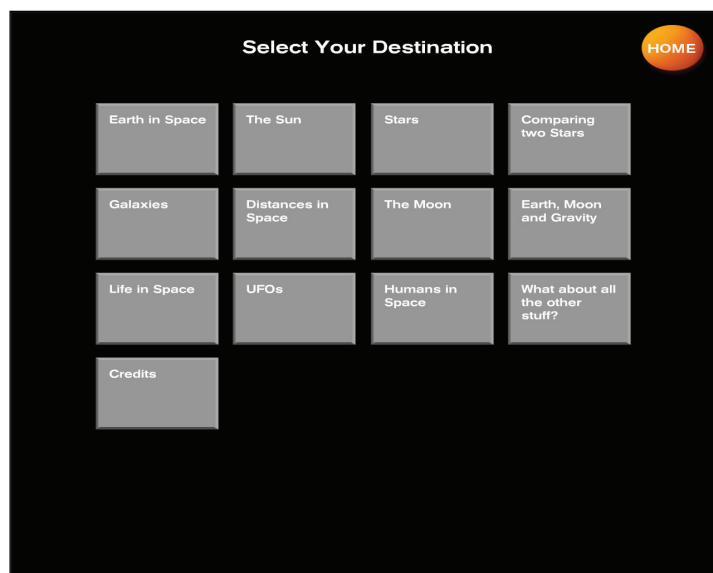 Select Your Destination
HOME
Earth in Space
The Sun
Stars
Comparing
two Stars
Galaxies
Distances in
Space
The Moon
Earth, Moon
and Gravity
Life in Space
UFOs
Humans in
Space
What about all
the other
stuff?
Credits